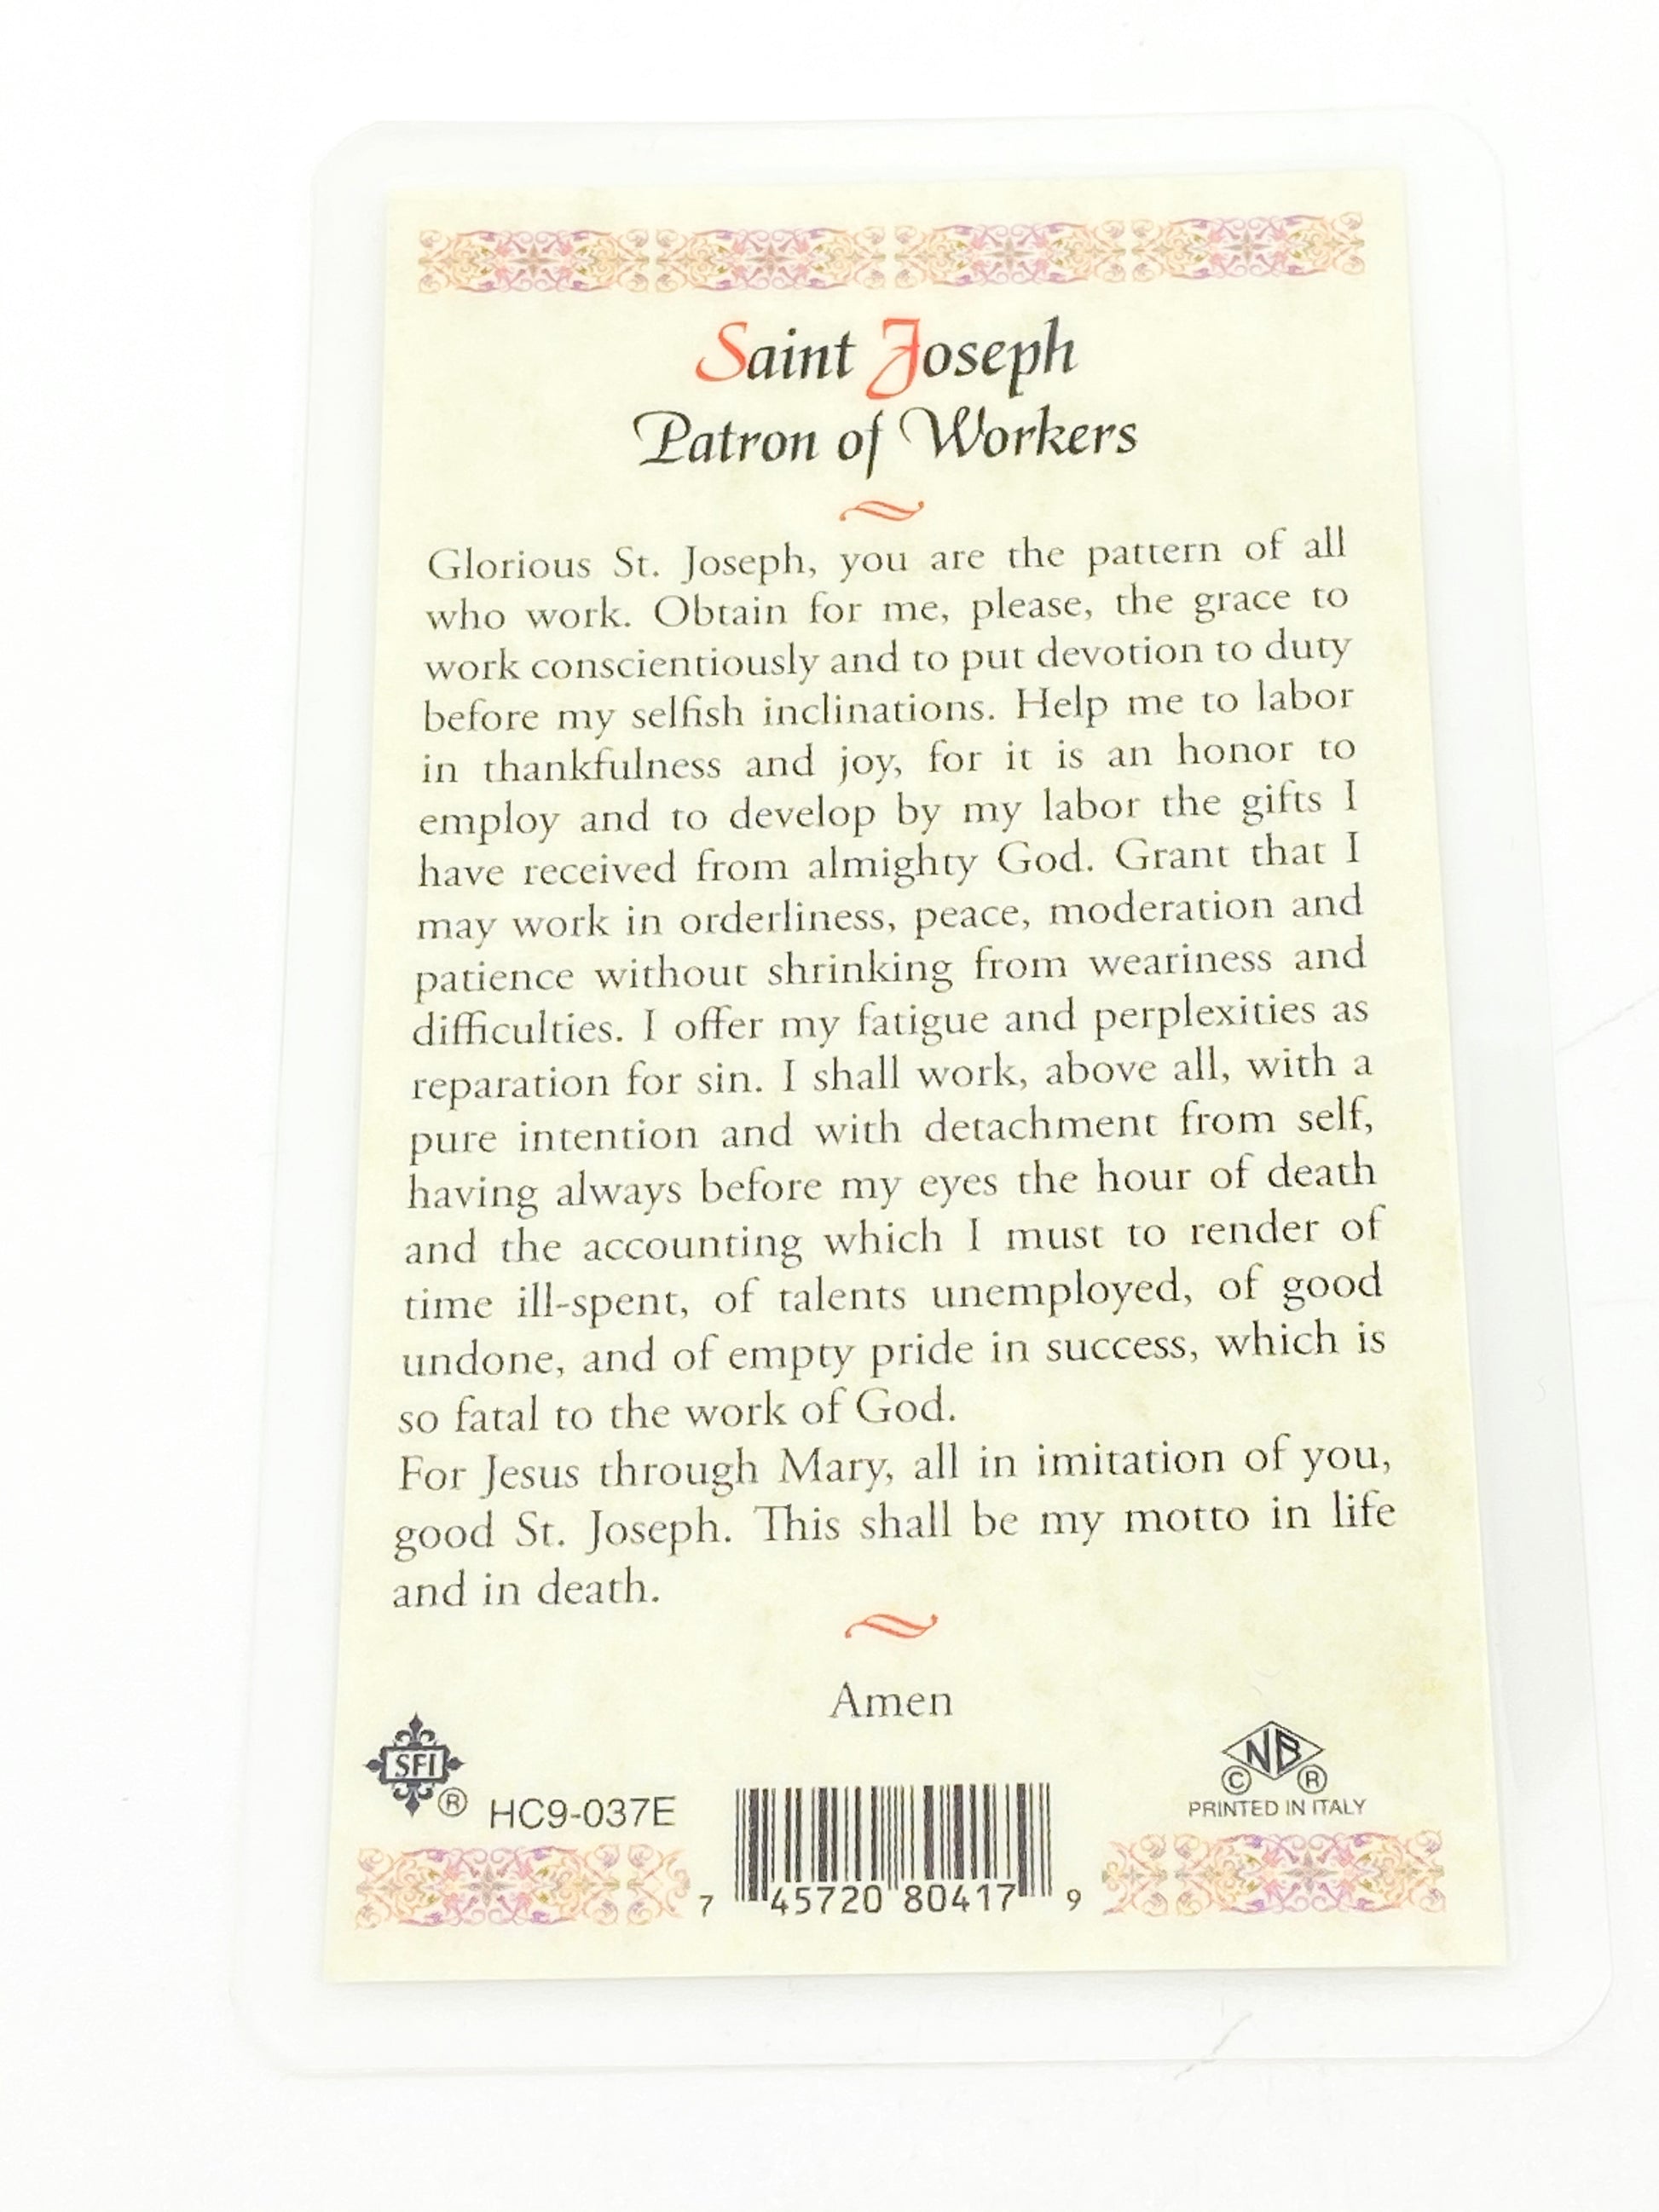 Saint Joseph
Patron of Workers
Glorious St. Joseph, you are the pattern of all
who work. Obtain for me, please, the grace to
work conscientiously and to put devotion to duty
before my selfish inclinations. Help me to labor
in thankfulness and joy, for it is an honor to
employ and to develop by my labor the gifts I
have received from almighty God. Grant that I
may work in orderliness, peace, moderation and
patience without shrinking from weariness and
difficulties. I offer my fatigue and perplexities as
reparation for sin. I shall work, above all, with a
pure intention and with detachment from self,
having always before my eyes the hour of death
and the accounting which I must to render of
time ill-spent, of talents unemployed, of good
undone, and of empty pride in success, which is
so fatal to the work of God.
For Jesus through Mary, all in imitation of you,
good St. Joseph. This shall be my motto in life
and in death.
Amen
SFI ® HC9-037E
NB © ®
PRINTED IN ITALY
7 45720 80417 9